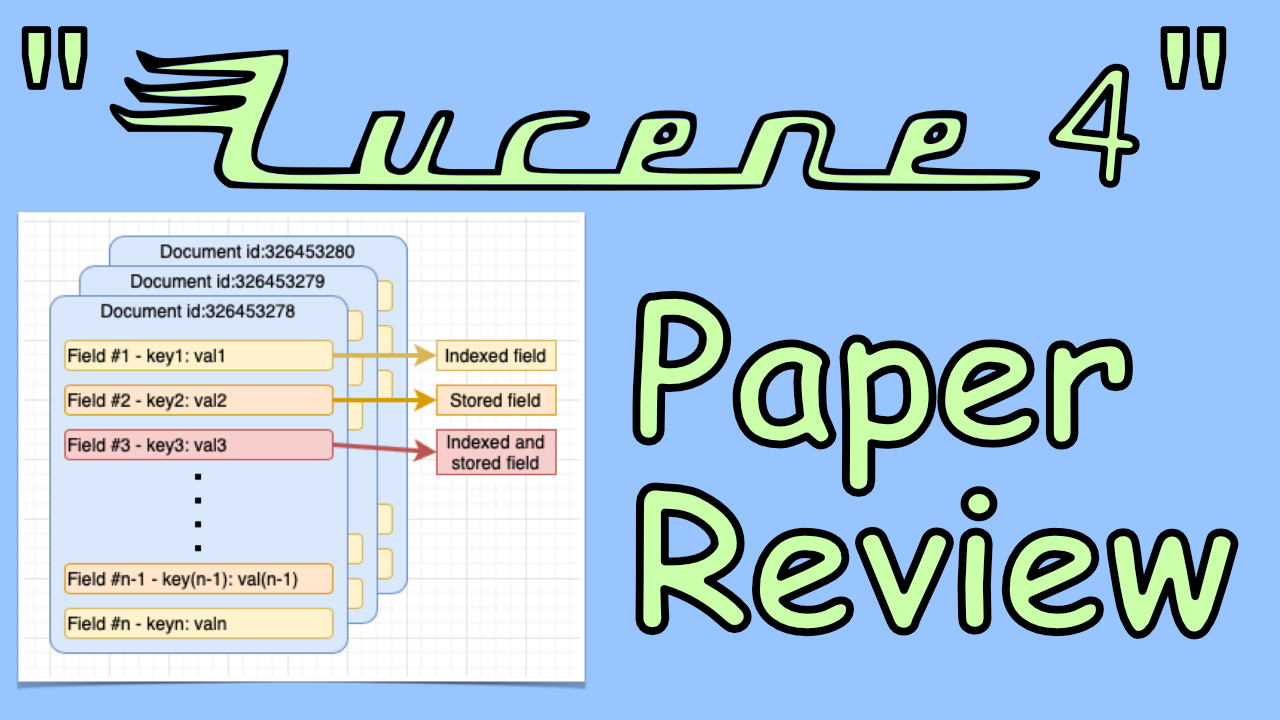 "Lucene 4"
Document id:326453280
Document id:326453279
Document id:326453278
Field #1 - key1: val1
Indexed field
Field #2 - key2: val2
Stored field
Field #3 - key3: val3
Indexed and
stored field
Field #n-1 - key(n-1): val(n-1)
Field #n - keyn: valn
Paper
Review